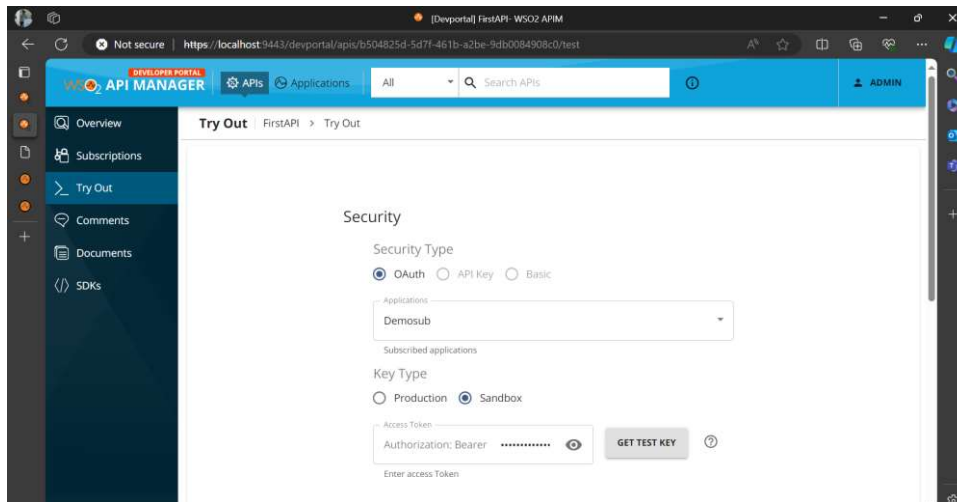 [Devportal] FirstAPI- WSO2 APIM
Not secure https://localhost:9443/devportal/apis/b504825d-5d7f-461b-a2be-9db0084908c0/test
DEVELOPER PORTAL
WSO2 API MANAGER APIs Applications All Search APIs ADMIN
Overview
Try Out FirstAPI > Try Out
Subscriptions
Try Out
Comments
Documents
SDKs
Security
Security Type
OAuth API Key Basic
Applications
Demosub
Subscribed applications
Key Type
Production Sandbox
Access Token
Authorization: Bearer ············· GET TEST KEY
Enter access Token